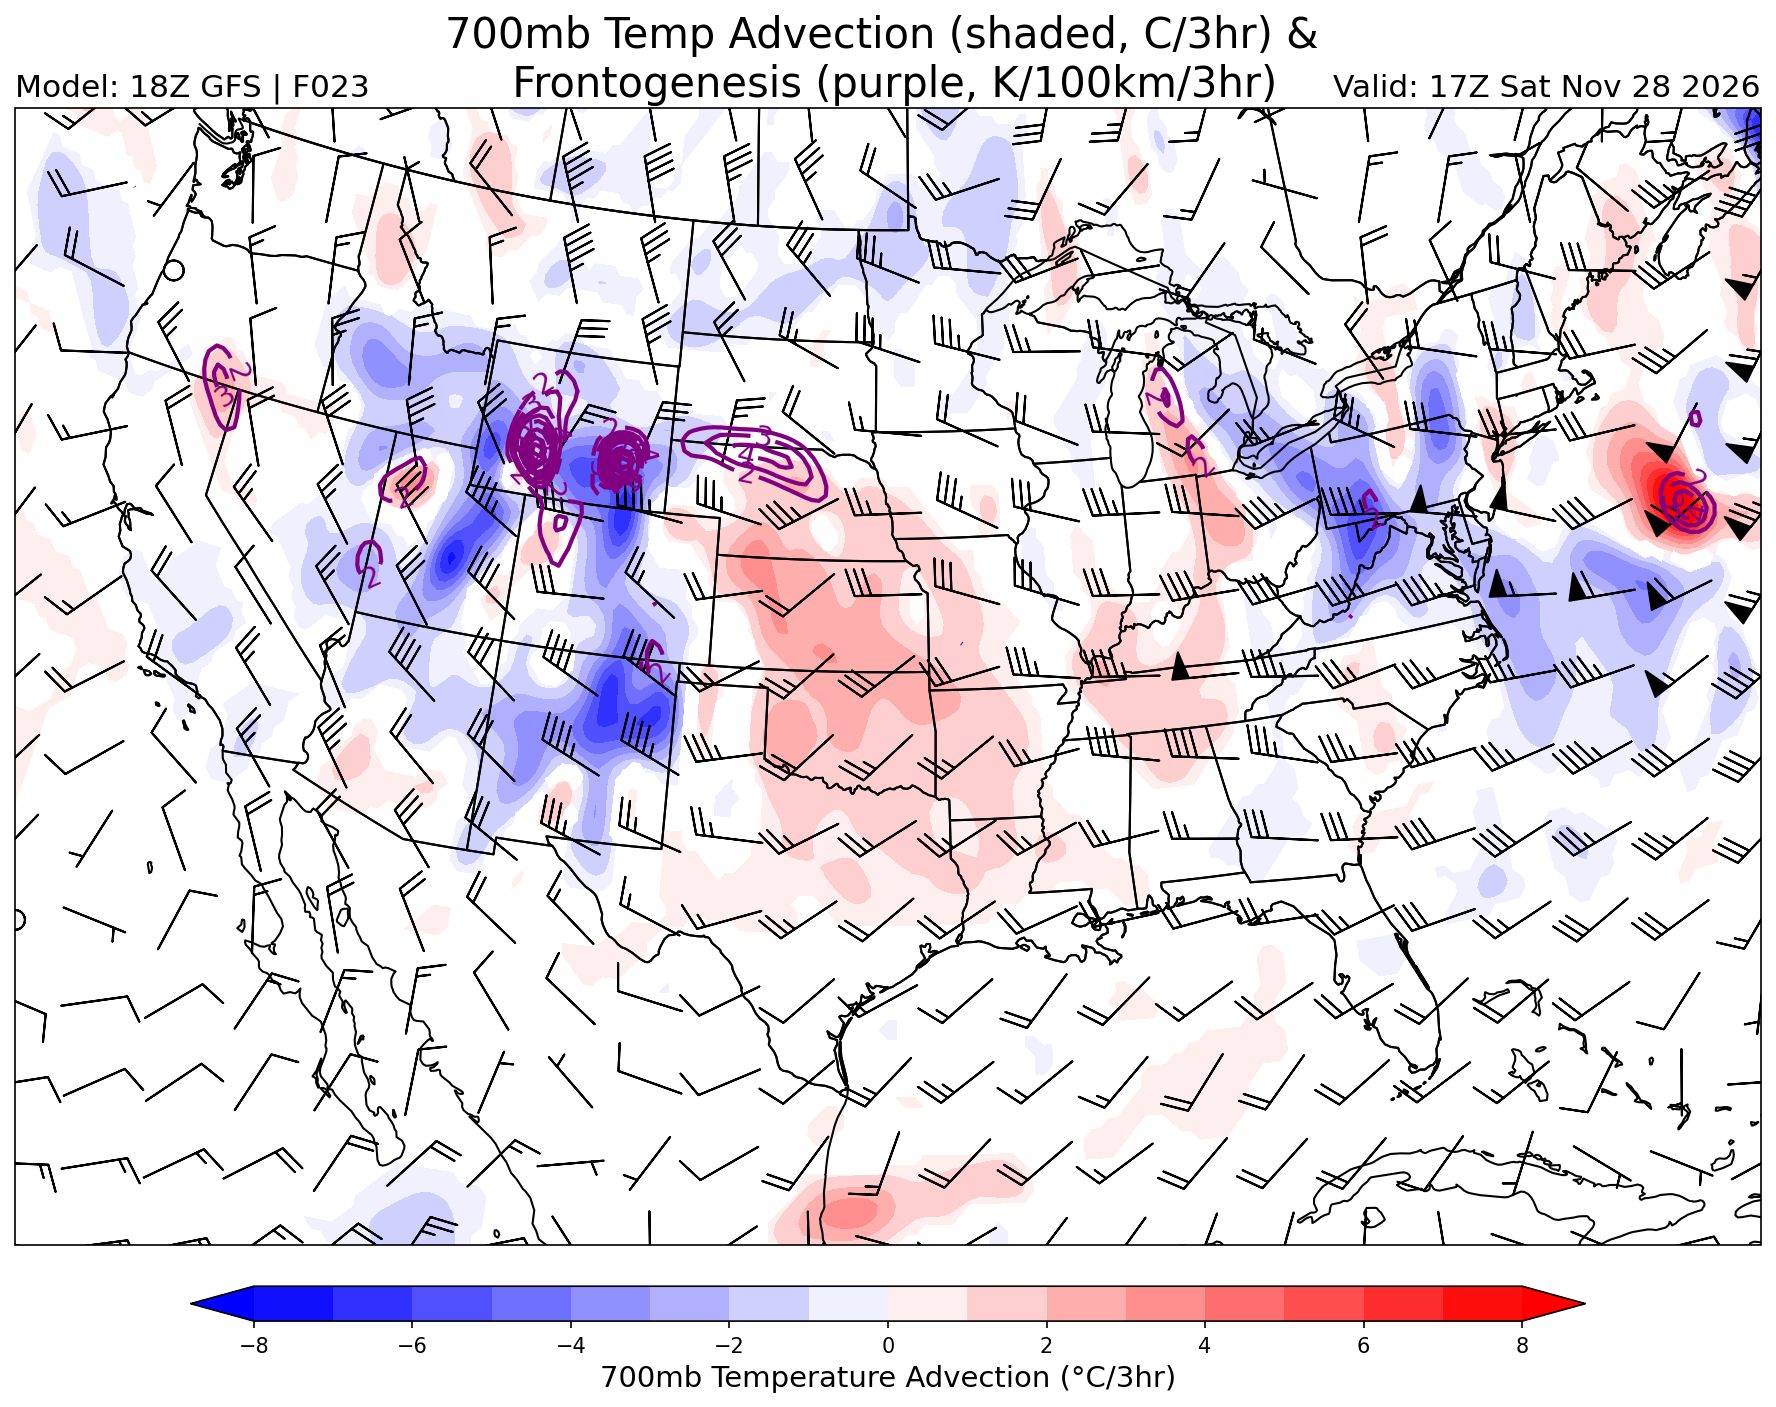 700mb Temp Advection (shaded, C/3hr) &
Model: 18Z GFS | F023 Frontogenesis (purple, K/100km/3hr) Valid: 17Z Sat Nov 28 2026
−8 −6 −4 −2 0 2 4 6 8
700mb Temperature Advection (°C/3hr)